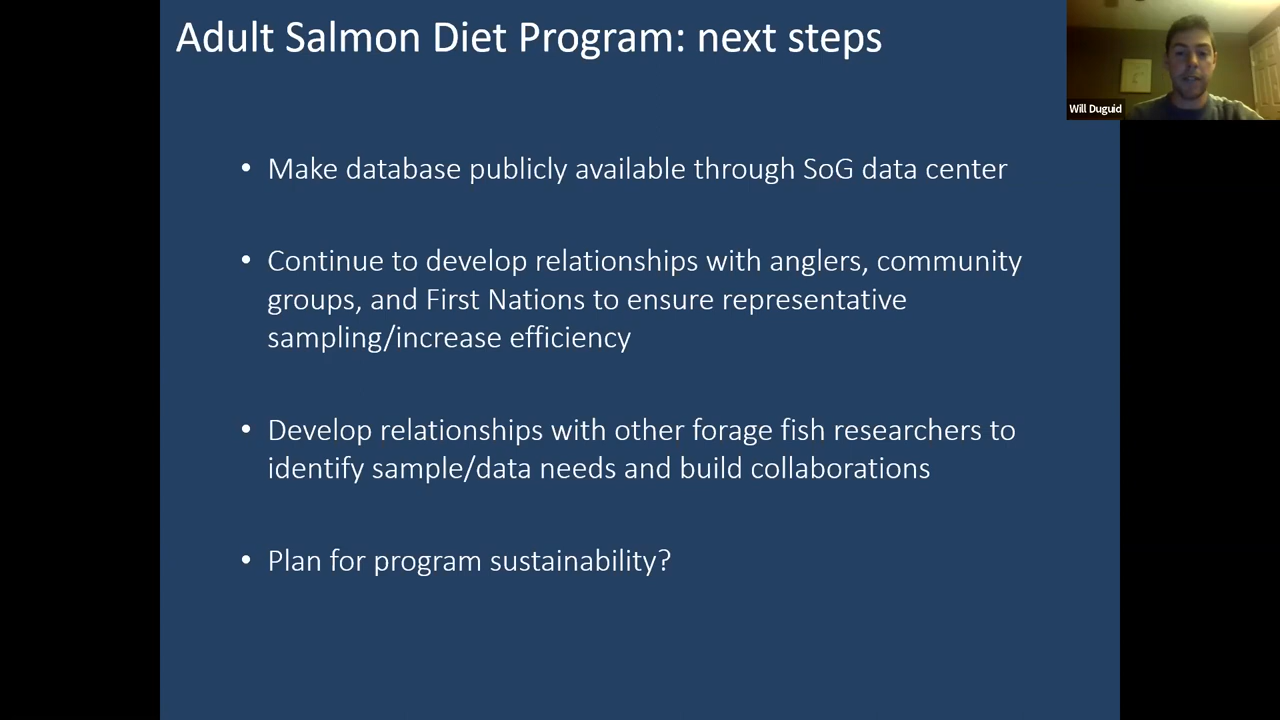 Adult Salmon Diet Program: next steps
Will Duguid
• Make database publicly available through SoG data center
• Continue to develop relationships with anglers, community
groups, and First Nations to ensure representative
sampling/increase efficiency
• Develop relationships with other forage fish researchers to
identify sample/data needs and build collaborations
• Plan for program sustainability?